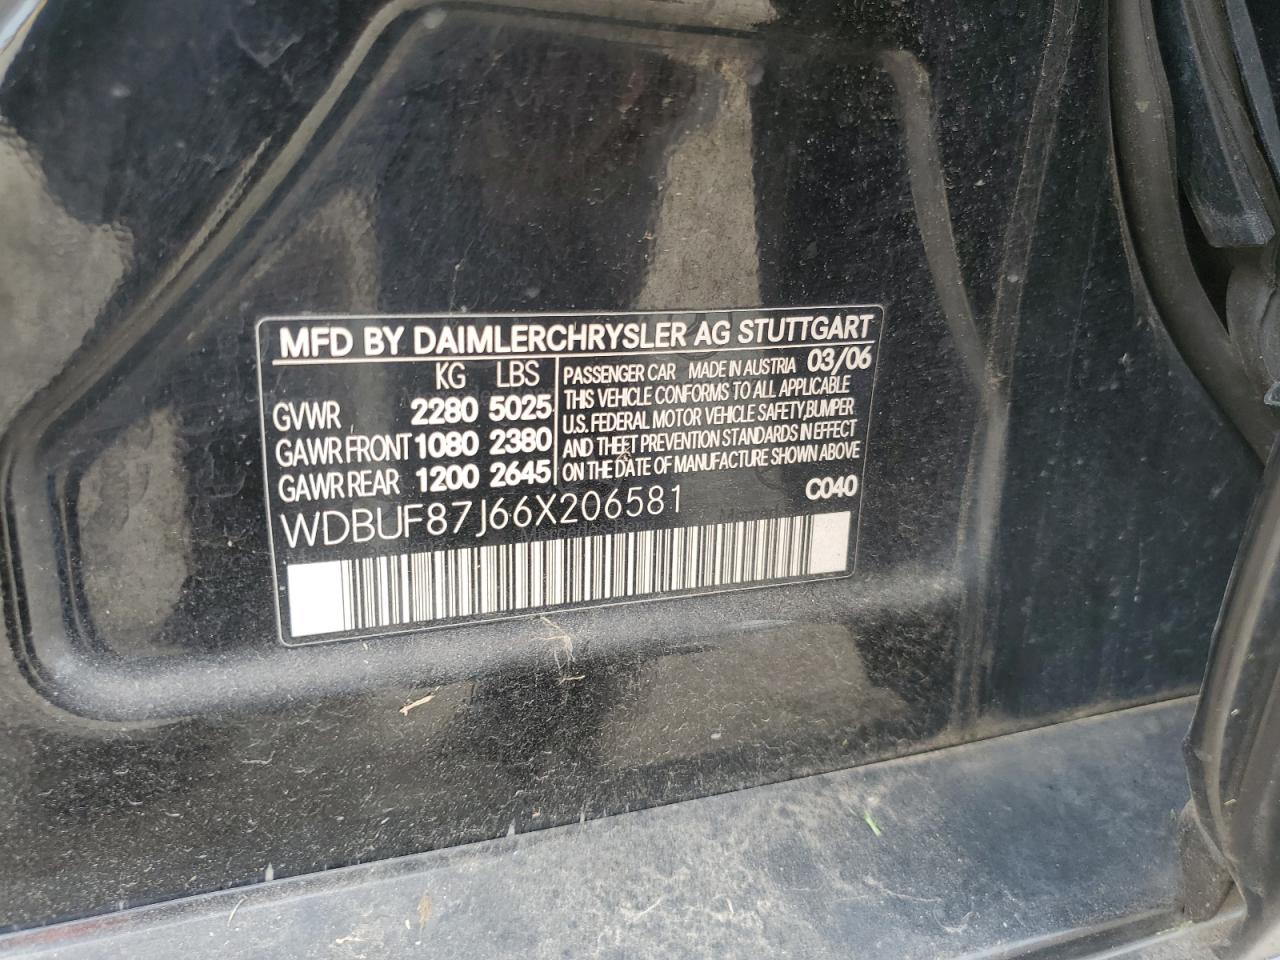 MFD BY DAIMLERCHRYSLER AG STUTTGART
KG LBS
GVWR 2280 5025
GAWR FRONT 1080 2380
GAWR REAR 1200 2645
PASSENGER CAR MADE IN AUSTRIA 03/06
THIS VEHICLE CONFORMS TO ALL APPLICABLE
U.S. FEDERAL MOTOR VEHICLE SAFETY,BUMPER
AND THEFT PREVENTION STANDARDS IN EFFECT
ON THE DATE OF MANUFACTURE SHOWN ABOVE
C040
WDBUF87J66X206581